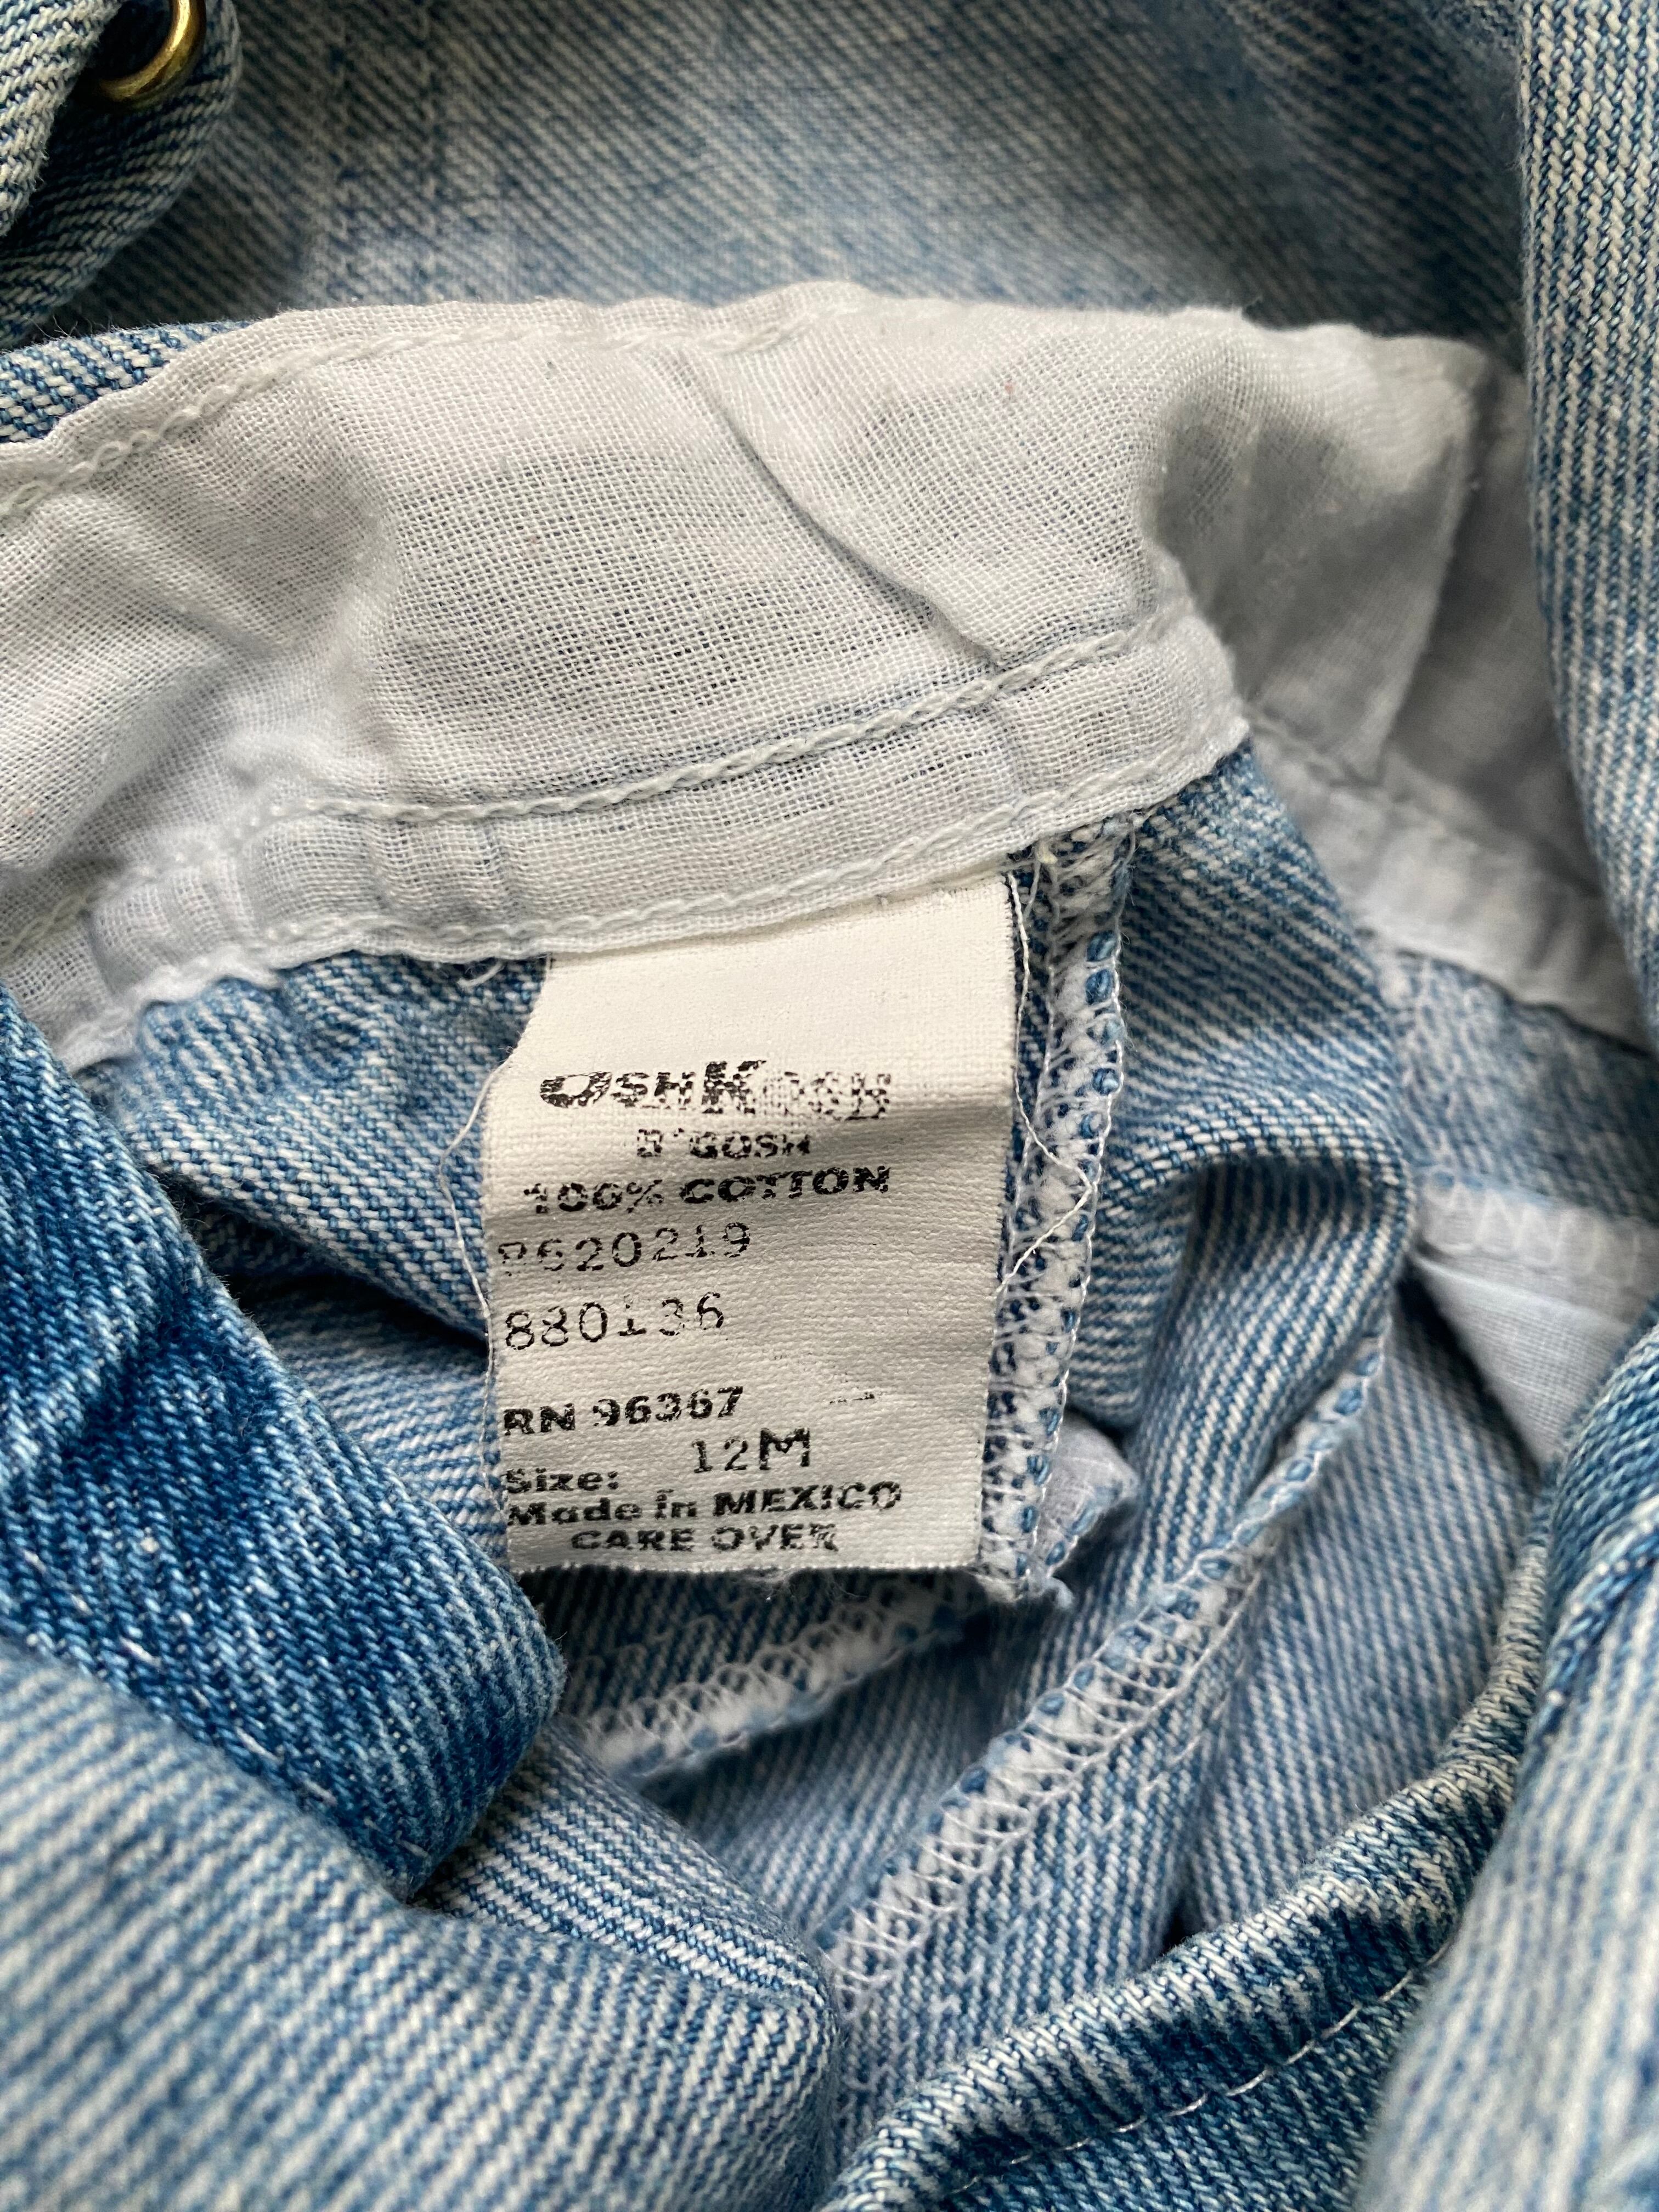 OSHKOSH
B'GOSH
100% COTTON
8620219
880136
RN 96367
12M
Size:
Made in MEXICO
CARE OVER